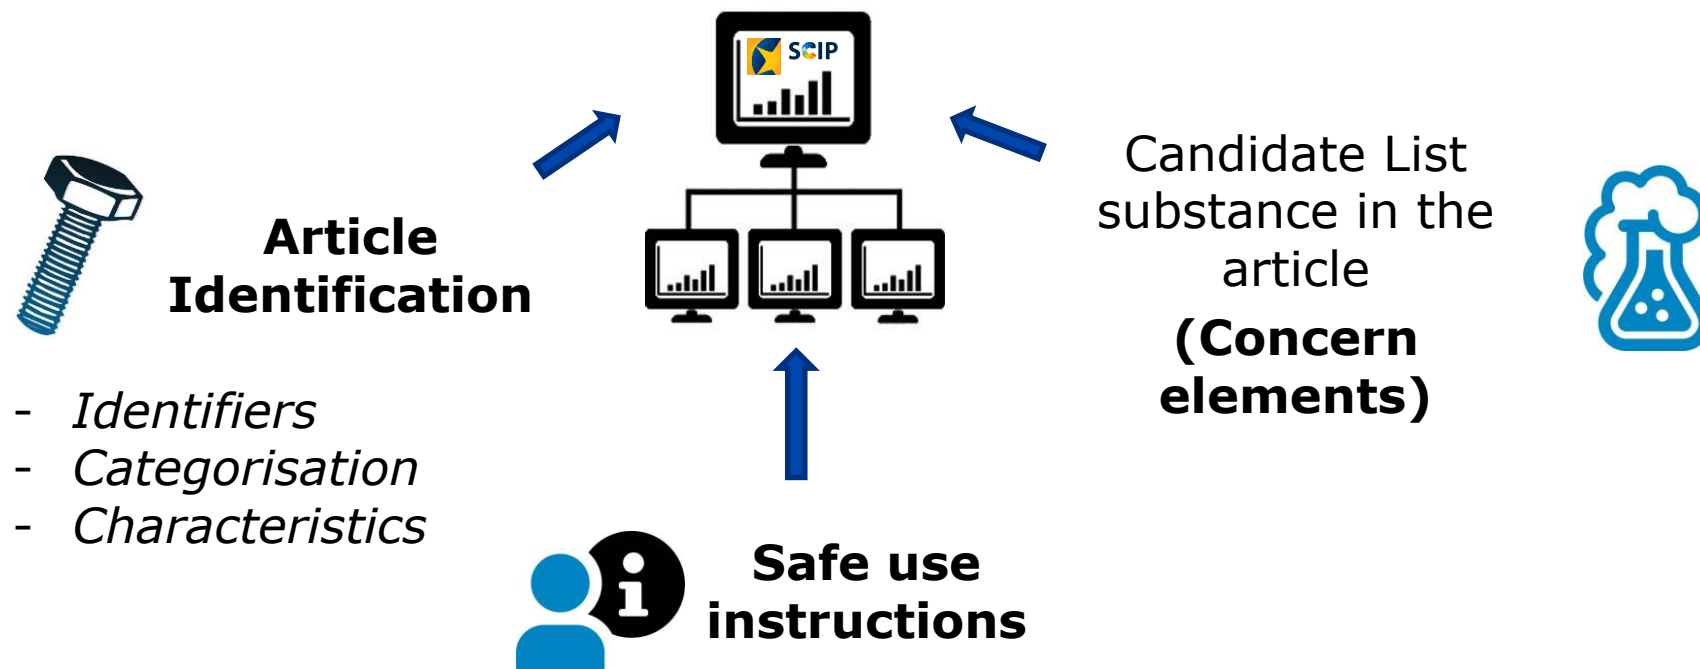 SCIP
Article
Identification
- Identifiers
- Categorisation
- Characteristics
Candidate List
substance in the
article
(Concern
elements)
i
Safe use
instructions